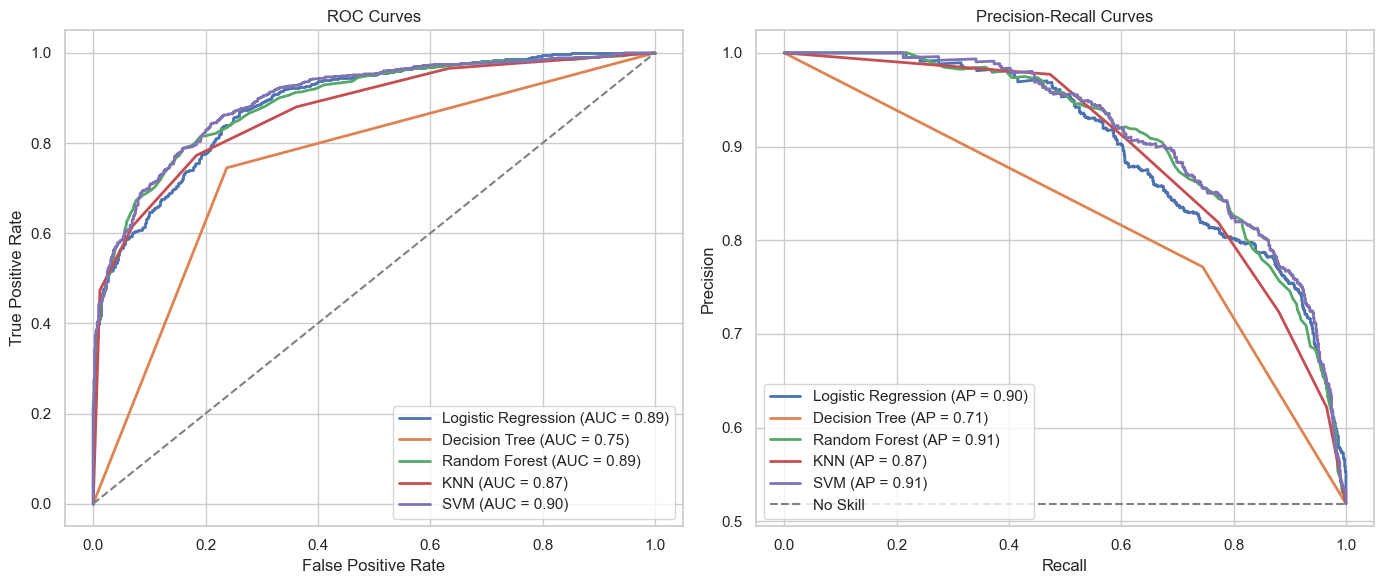 ROC Curves
1.0
0.8
0.6
0.4
0.2
0.0
True Positive Rate
0.0 0.2 0.4 0.6 0.8 1.0
False Positive Rate
Logistic Regression (AUC = 0.89)
Decision Tree (AUC = 0.75)
Random Forest (AUC = 0.89)
KNN (AUC = 0.87)
SVM (AUC = 0.90)
Precision-Recall Curves
1.0
0.9
0.8
0.7
0.6
0.5
Precision
0.0 0.2 0.4 0.6 0.8 1.0
Recall
Logistic Regression (AP = 0.90)
Decision Tree (AP = 0.71)
Random Forest (AP = 0.91)
KNN (AP = 0.87)
SVM (AP = 0.91)
No Skill